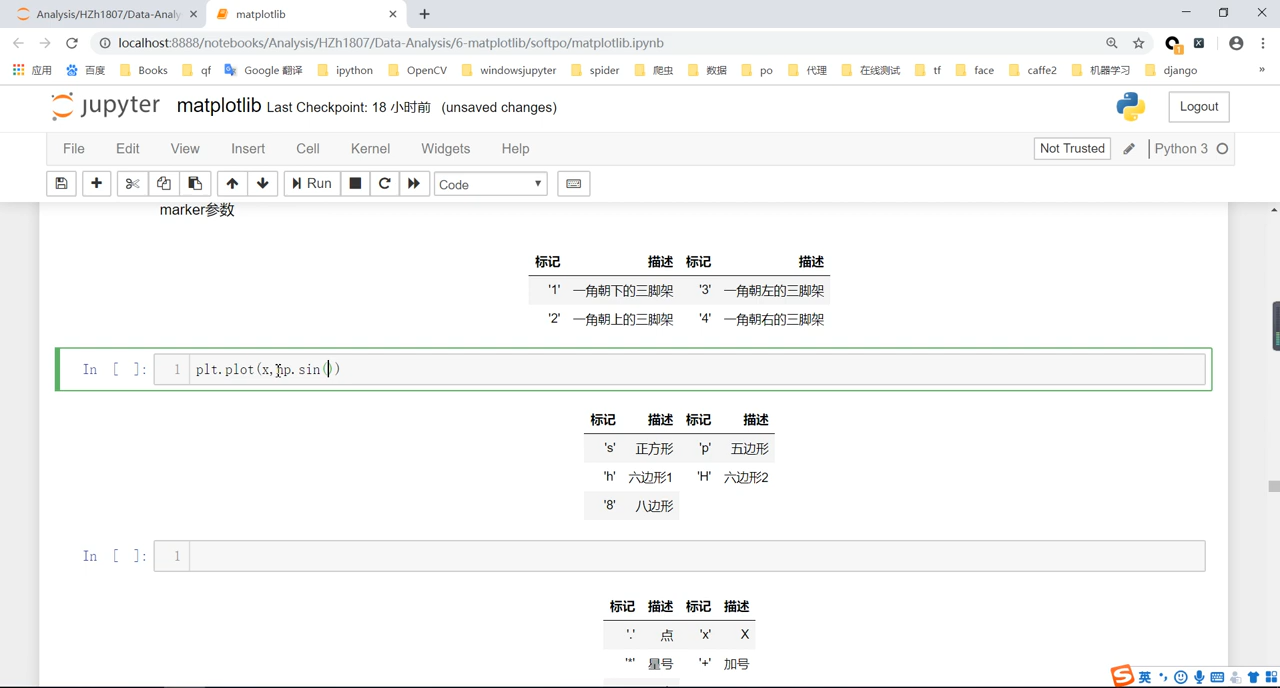 Analysis/HZh1807/Data-Analy
matplotlib
localhost:8888/notebooks/Analysis/HZh1807/Data-Analysis/6-matplotlib/softpo/matplotlib.ipynb
应用 百度 Books qf Google 翻译 ipython OpenCV windowsjupyter spider 爬虫 数据 po 代理 在线测试 tf face caffe2 机器学习 django »
jupyter matplotlib Last Checkpoint: 18 小时前 (unsaved changes) Logout
File Edit View Insert Cell Kernel Widgets Help Not Trusted Python 3
Run Code
marker参数
标记 描述 标记 描述
'1' 一角朝下的三脚架 '3' 一角朝左的三脚架
'2' 一角朝上的三脚架 '4' 一角朝右的三脚架
In [ ]: 1 plt.plot(x,np.sin())
标记 描述 标记 描述
's' 正方形 'p' 五边形
'h' 六边形1 'H' 六边形2
'8' 八边形
In [ ]: 1
标记 描述 标记 描述
'.' 点 'x' X
'*' 星号 '+' 加号
英